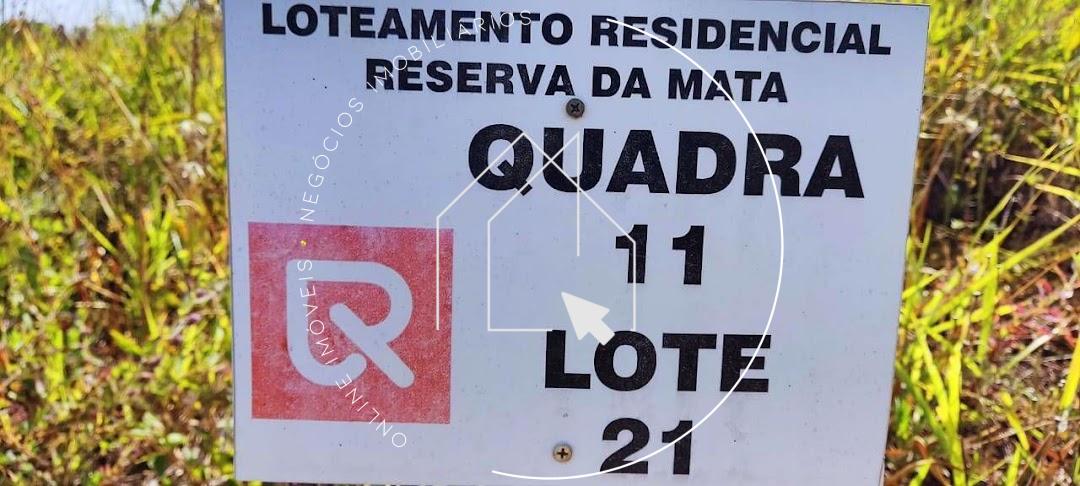 LOTEAMENTO RESIDENCIAL
RESERVA DA MATA
QUADRA
11
LOTE
21
ONLINE IMÓVEIS • NEGÓCIOS IMOBILIÁRIOS